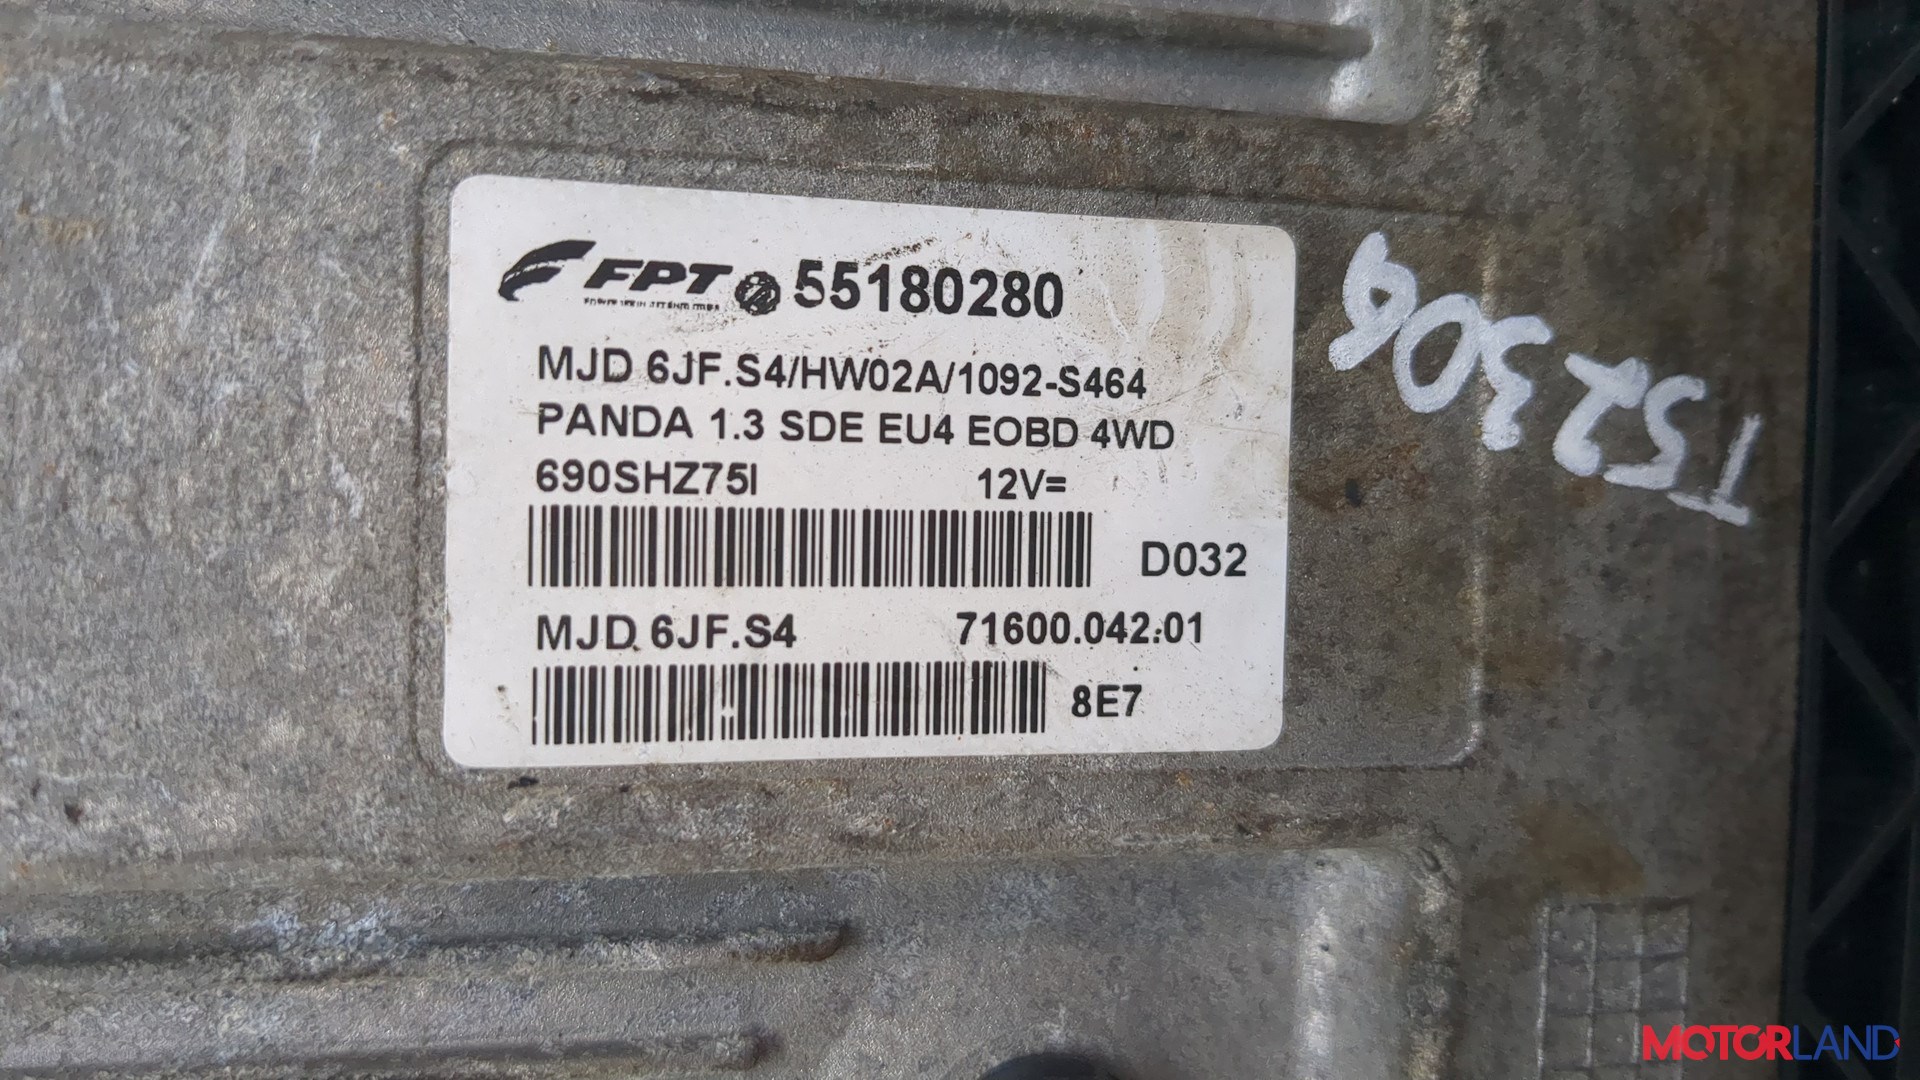 FPT 55180280
MJD 6JF.S4/HW02A/1092-S464
PANDA 1.3 SDE EU4 EOBD 4WD
690SHZ75I 12V=
D032
MJD 6JF.S4 71600.042.01
8E7
T52306
MOTORLAND